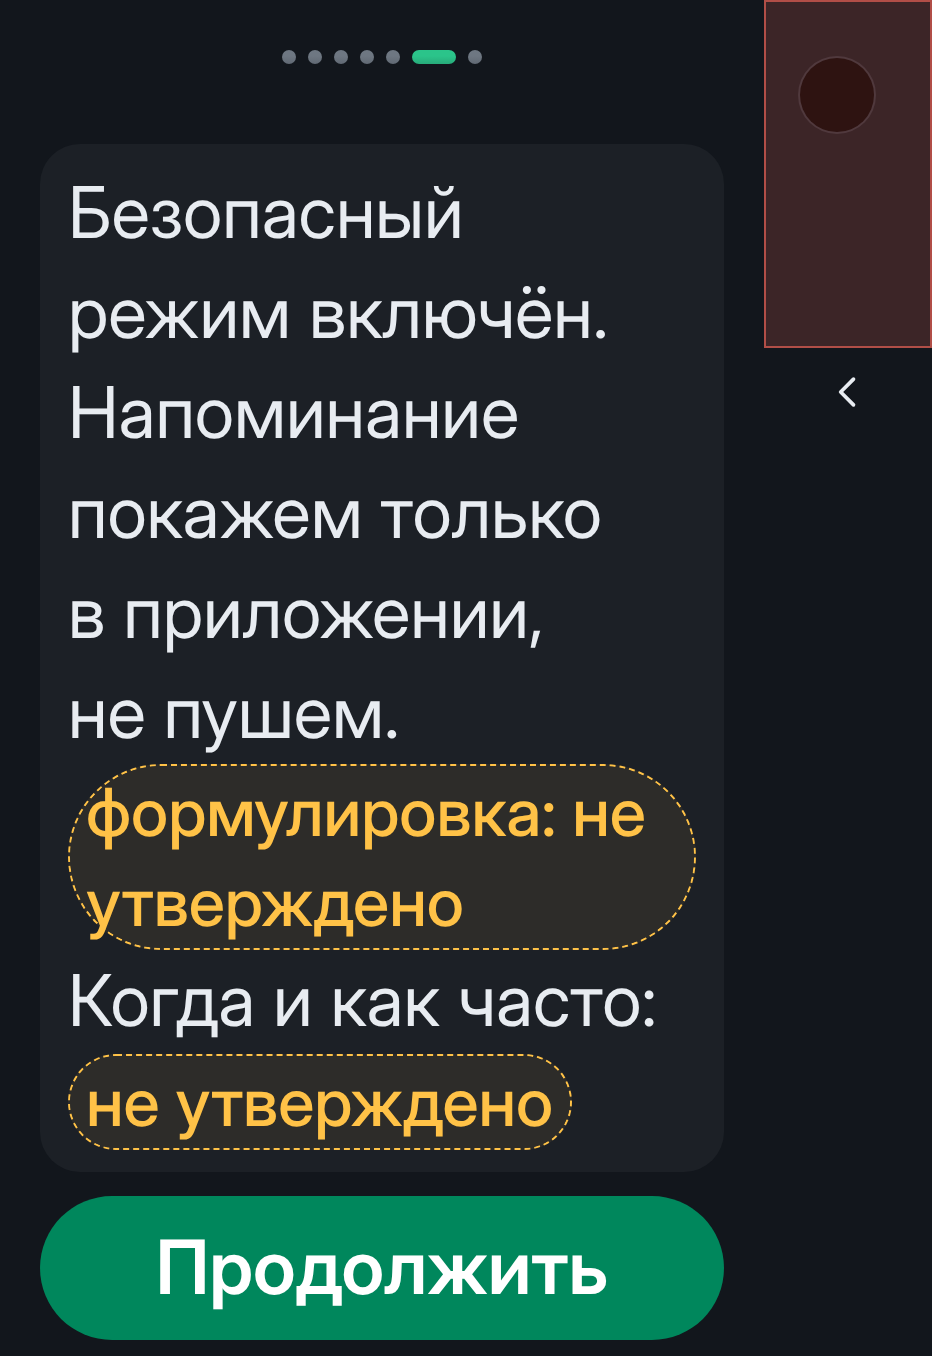 Безопасный
режим включён.
Напоминание
покажем только
в приложении,
не пушем.
формулировка: не
утверждено
Когда и как часто:
не утверждено
Продолжить